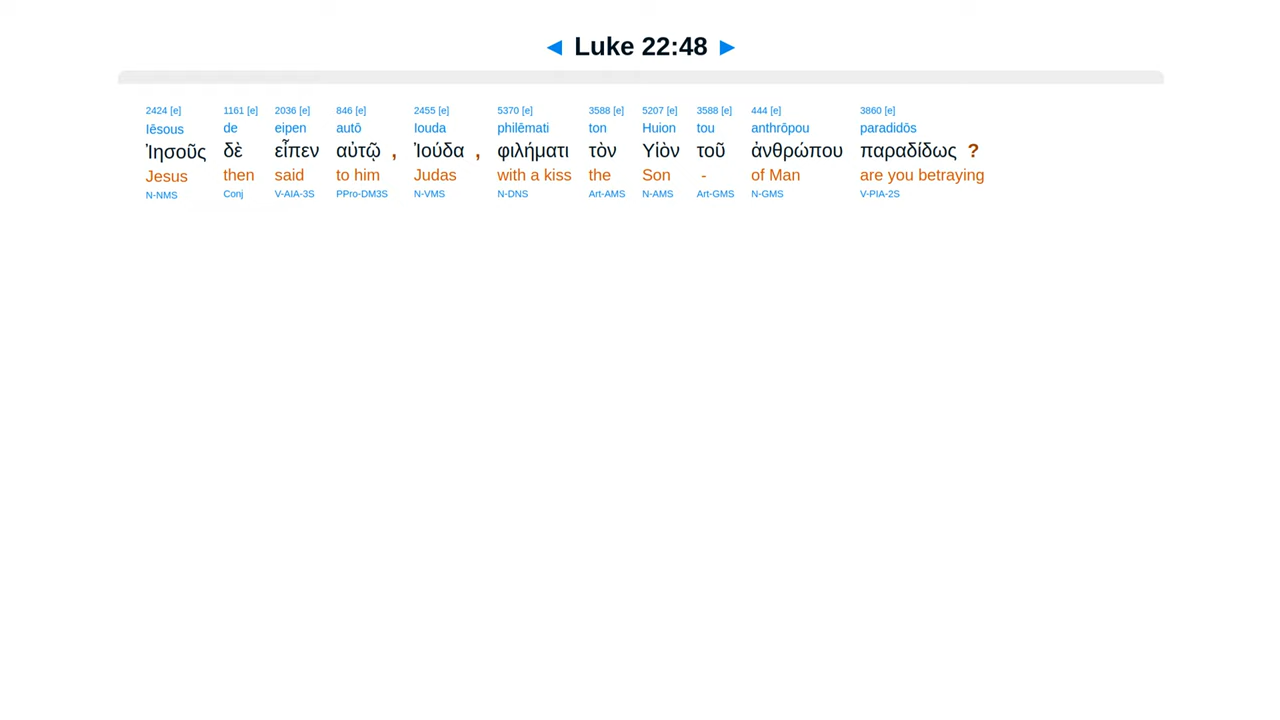 ◄ Luke 22:48 ►
2424 [e] 1161 [e] 2036 [e] 846 [e] 2455 [e] 5370 [e] 3588 [e] 5207 [e] 3588 [e] 444 [e] 3860 [e]
Iēsous de eipen autō Iouda philēmati ton Huion tou anthrōpou paradidōs
Ἰησοῦς δὲ εἶπεν αὐτῷ , Ἰούδα , φιλήματι τὸν Υἱὸν τοῦ ἀνθρώπου παραδίδως ?
Jesus then said to him Judas with a kiss the Son - of Man are you betraying
N-NMS Conj V-AIA-3S PPro-DM3S N-VMS N-DNS Art-AMS N-AMS Art-GMS N-GMS V-PIA-2S